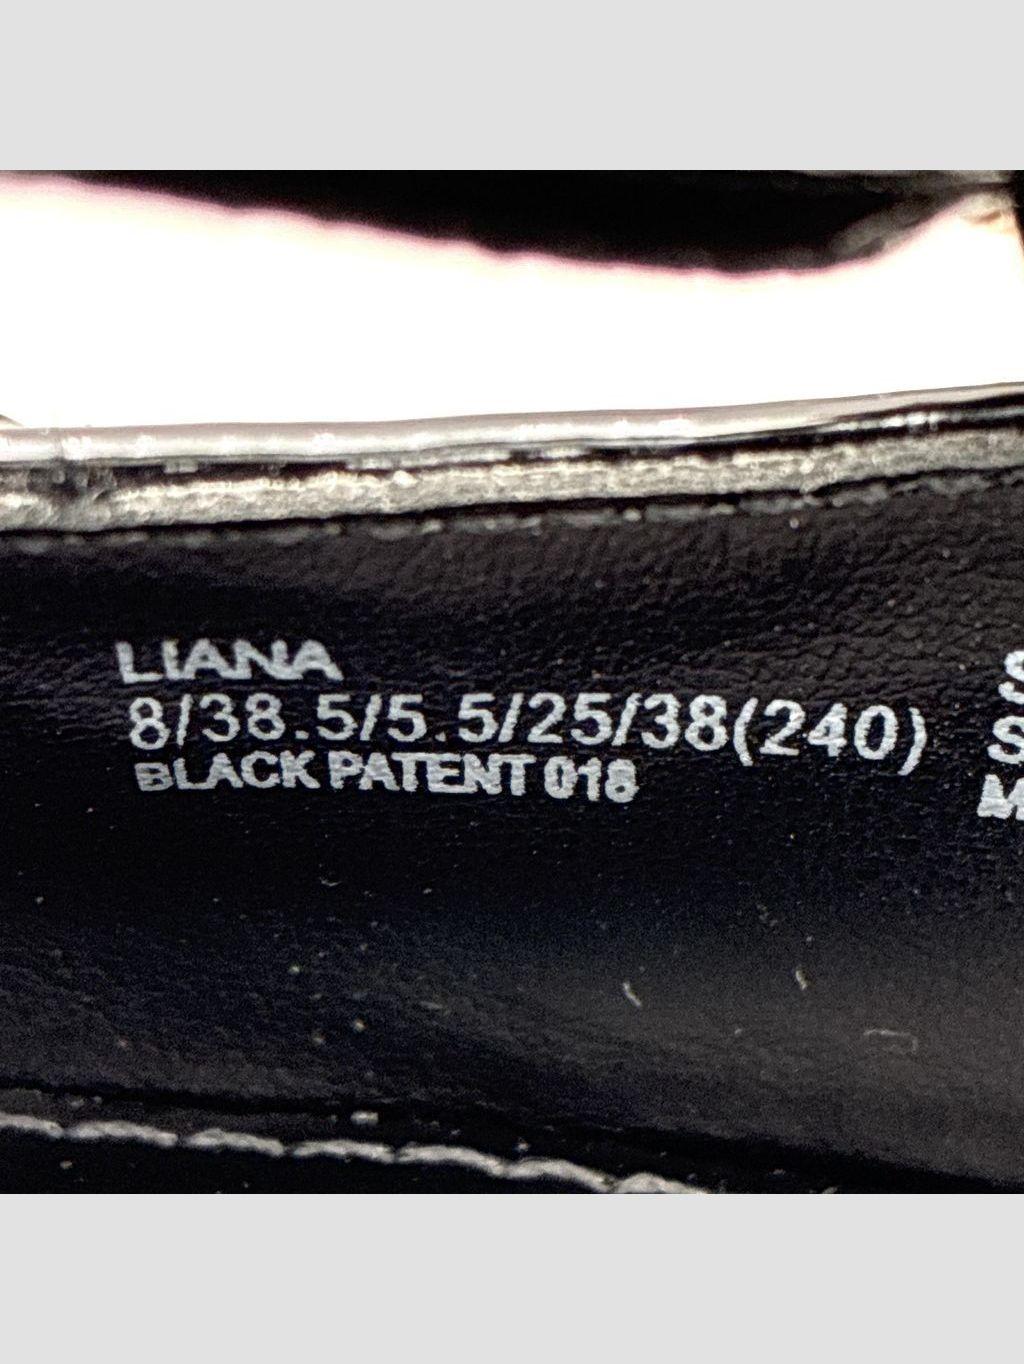 LIANA
8/38.5/5.5/25/38(240)
BLACK PATENT 018